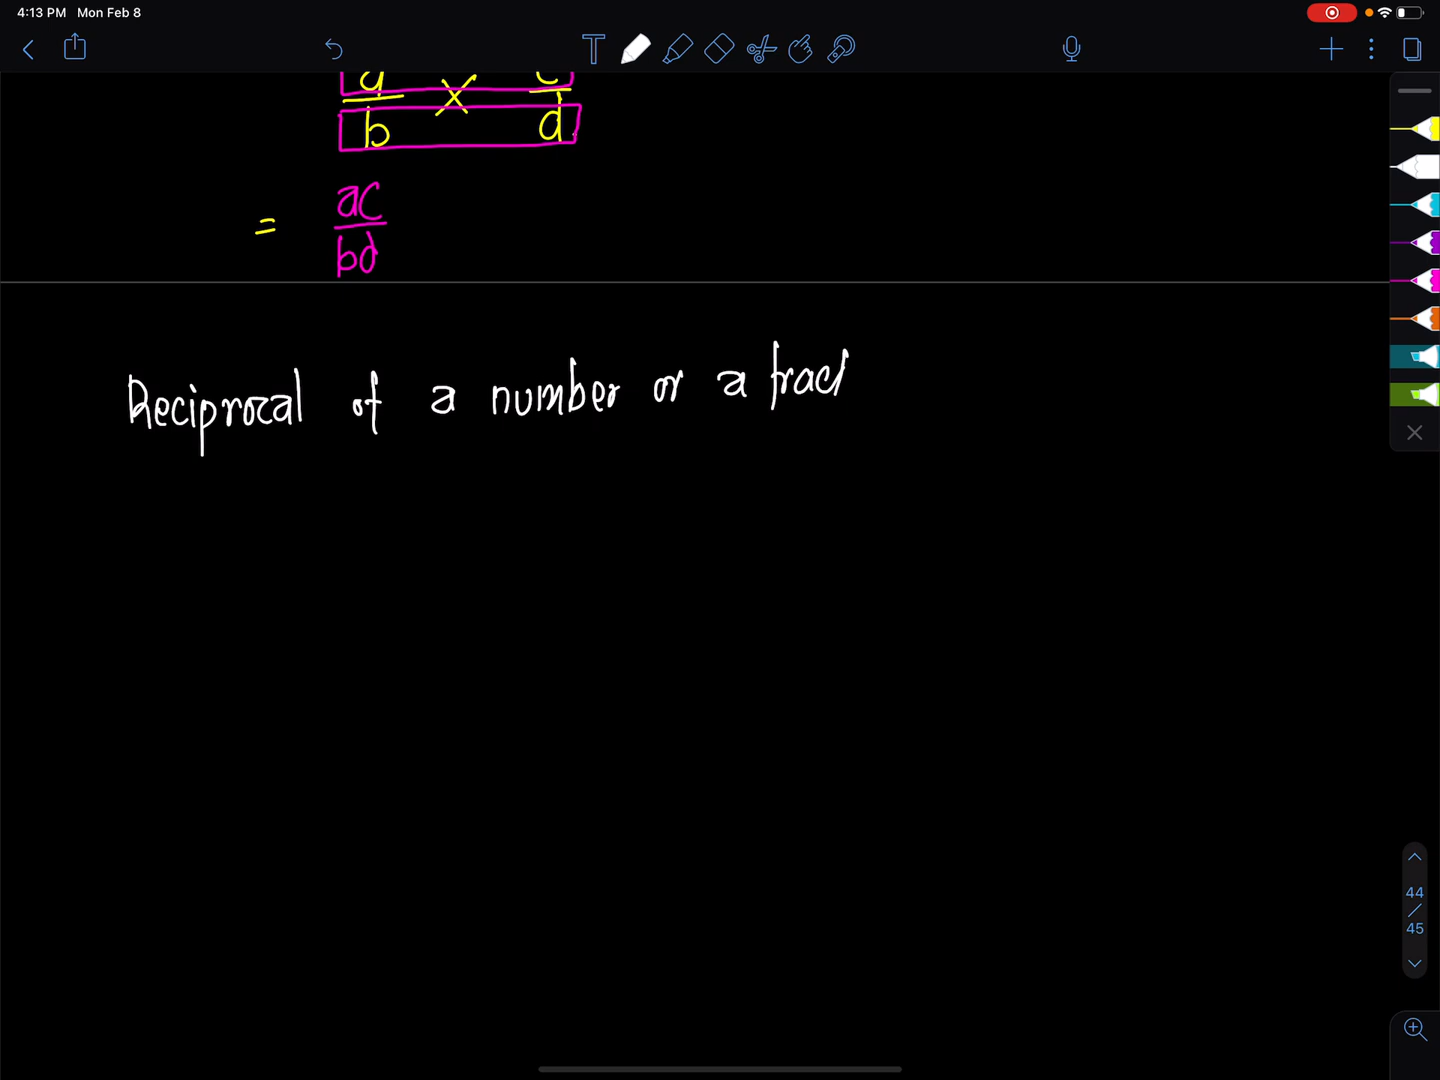 4:13 PM Mon Feb 8
a × c
b d
= ac
bd
Reciprocal of a number or a fract
44
/
45